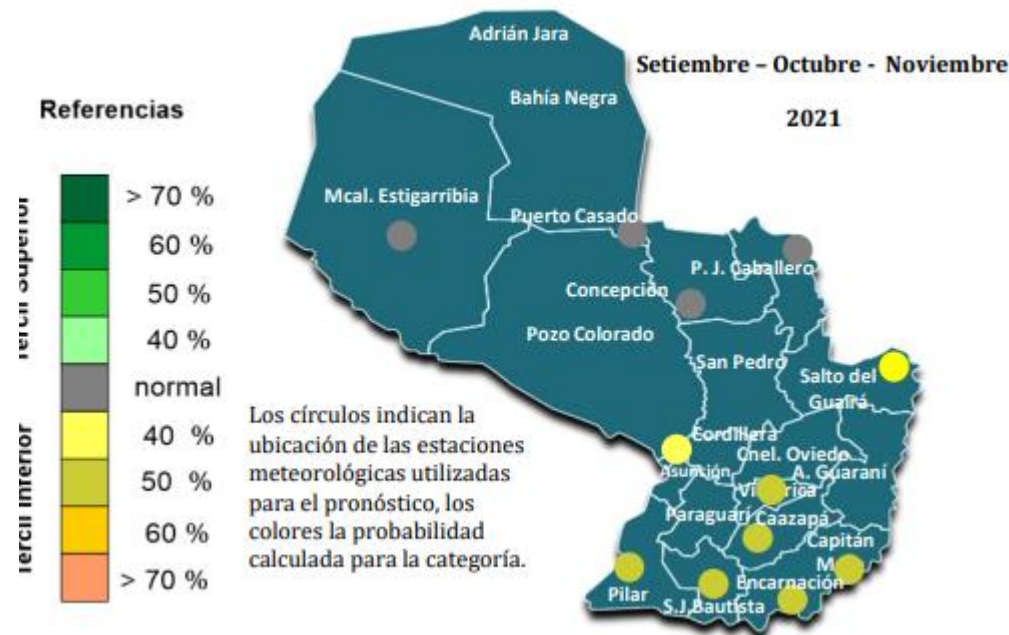 Setiembre – Octubre - Noviembre
2021
Referencias
Tercil Superior
> 70 %
60 %
50 %
40 %
normal
Tercil Inferior
40 %
50 %
60 %
> 70 %
Los círculos indican la
ubicación de las estaciones
meteorológicas utilizadas
para el pronóstico, los
colores la probabilidad
calculada para la categoría.
Adrián Jara
Bahía Negra
Mcal. Estigarribia
Puerto Casado
P. J. Caballero
Concepción
Pozo Colorado
San Pedro
Salto del
Guairá
Cordillera
Cnel. Oviedo
Asunción
A. Guaraní
Villarrica
Paraguarí
Caazapá
Capitán
M
Encarnación
Pilar
S.J.Bautista